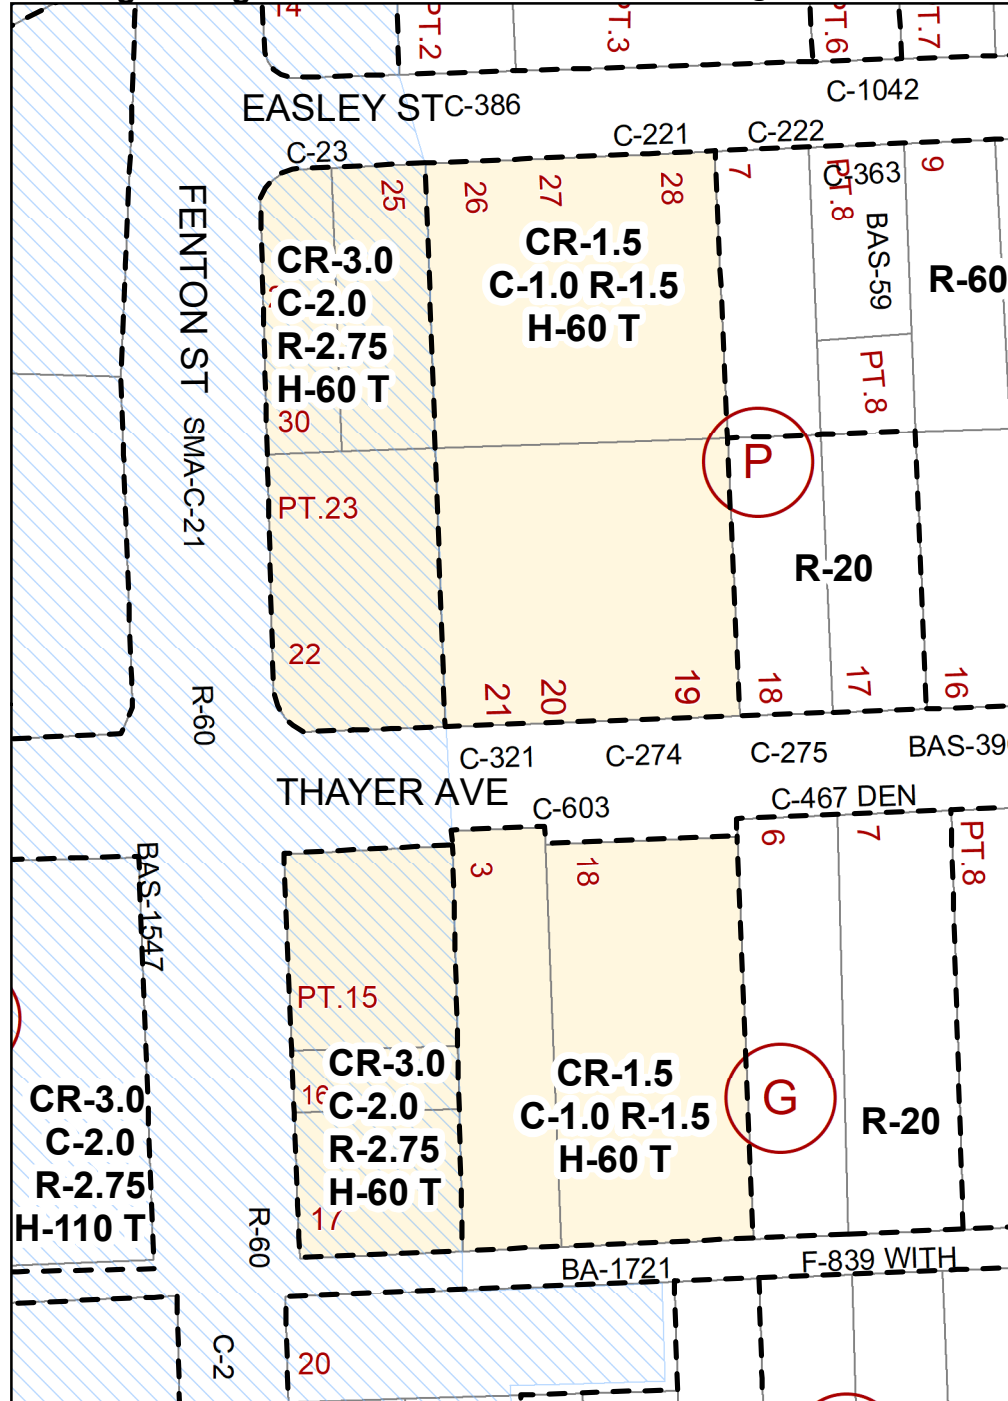 14
PT.2
PT.3
PT.6
PT.7
C-1042
EASLEY ST
C-386
C-221
C-222
C-23
25
26
27
28
7
PT.8
C-363
9
FENTON ST
CR-3.0
C-2.0
R-2.75
H-60 T
CR-1.5
C-1.0 R-1.5
H-60 T
BAS-59
R-60
PT.8
30
SMA-C-21
P
PT.23
R-20
22
21
20
19
18
17
16
R-60
C-321
C-274
C-275
BAS-39
THAYER AVE
C-603
C-467 DEN
BAS-1547
3
18
6
7
PT.8
PT.15
CR-3.0
C-2.0
R-2.75
H-60 T
16
17
CR-1.5
C-1.0 R-1.5
H-60 T
G
R-20
CR-3.0
C-2.0
R-2.75
H-110 T
R-60
BA-1721
F-839 WITH
C-2
20